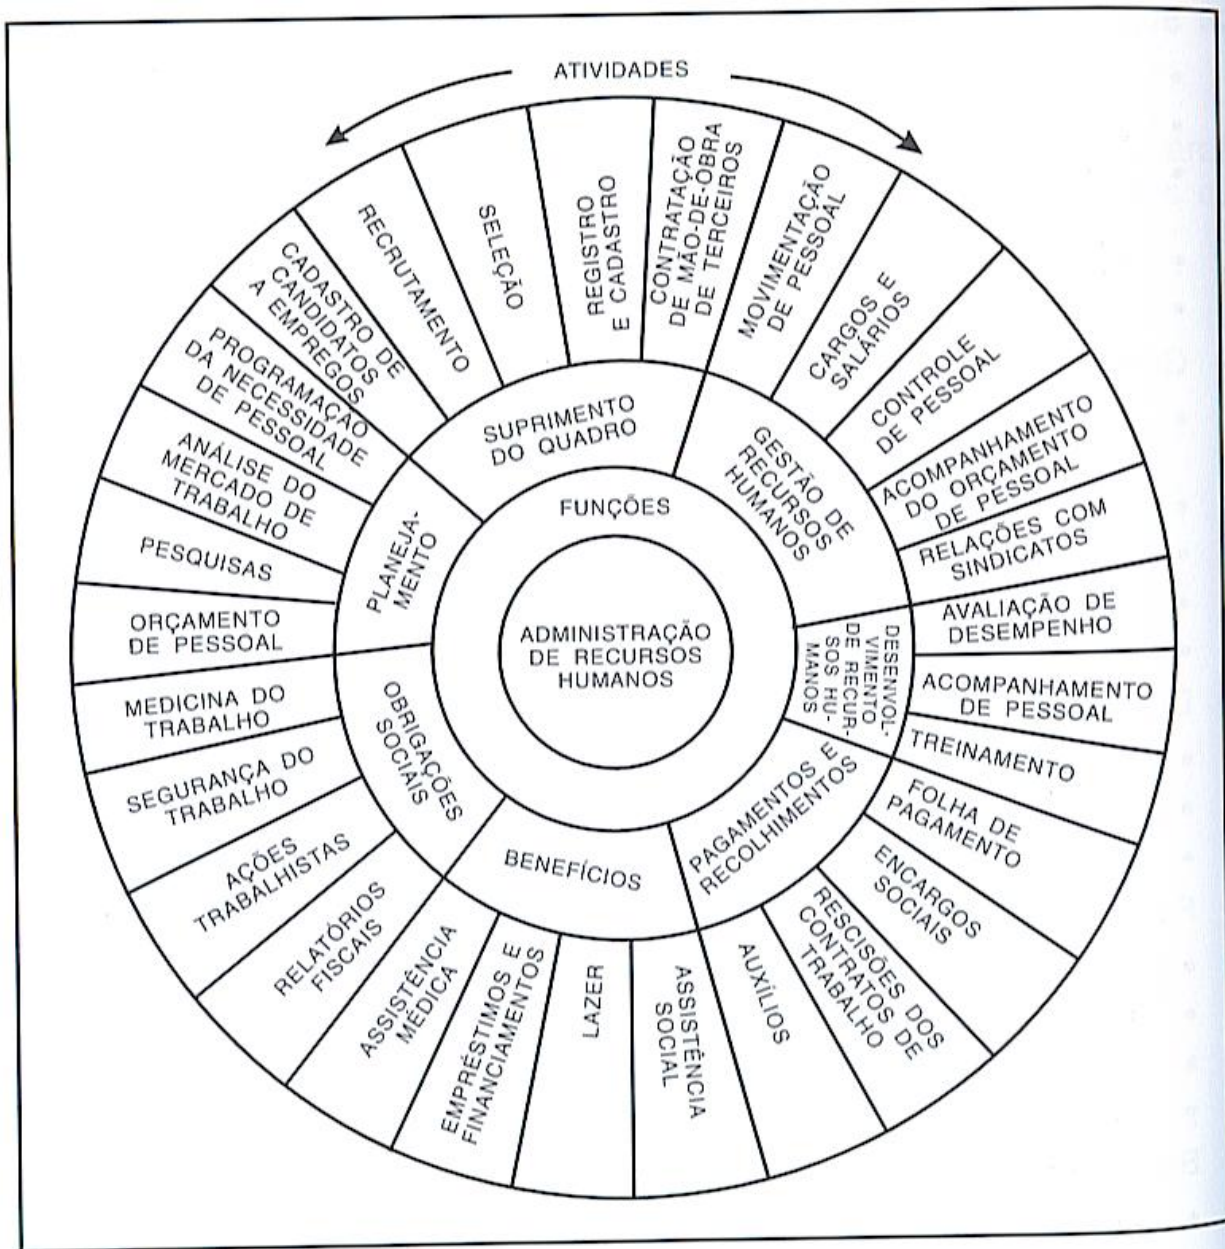 ATIVIDADES
CADASTRO DE
CANDIDATOS
A EMPREGOS
RECRUTAMENTO
SELEÇÃO
REGISTRO
E CADASTRO
CONTRATAÇÃO
DE MÃO-DE-OBRA
DE TERCEIROS
MOVIMENTAÇÃO
DE PESSOAL
CARGOS E
SALÁRIOS
CONTROLE
DE PESSOAL
ACOMPANHAMENTO
DO ORÇAMENTO
DE PESSOAL
RELAÇÕES COM
SINDICATOS
AVALIAÇÃO DE
DESEMPENHO
ACOMPANHAMENTO
DE PESSOAL
TREINAMENTO
FOLHA DE
PAGAMENTO
ENCARGOS
SOCIAIS
RESCISÕES DOS
CONTRATOS DE
TRABALHO
AUXÍLIOS
ASSISTÊNCIA
SOCIAL
LAZER
EMPRÉSTIMOS E
FINANCIAMENTOS
ASSISTÊNCIA
MÉDICA
RELATÓRIOS
FISCAIS
AÇÕES
TRABALHISTAS
SEGURANÇA DO
TRABALHO
MEDICINA DO
TRABALHO
ORÇAMENTO
DE PESSOAL
PESQUISAS
ANÁLISE DO
MERCADO DE
TRABALHO
PROGRAMAÇÃO
DA NECESSIDADE
DE PESSOAL
SUPRIMENTO
DO QUADRO
GESTÃO DE
RECURSOS
HUMANOS
DESENVOL-
VIMENTO
DE RECUR-
SOS HU-
MANOS
PAGAMENTOS E
RECOLHIMENTOS
BENEFÍCIOS
OBRIGAÇÕES
SOCIAIS
PLANEJA-
MENTO
FUNÇÕES
ADMINISTRAÇÃO
DE RECURSOS
HUMANOS